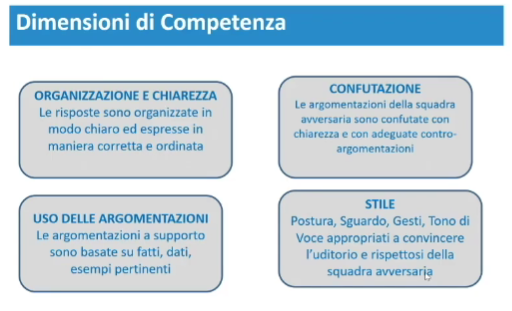 Dimensioni di Competenza
ORGANIZZAZIONE E CHIAREZZA
Le risposte sono organizzate in
modo chiaro ed espresse in
maniera corretta e ordinata
CONFUTAZIONE
Le argomentazioni della squadra
avversaria sono confutate con
chiarezza e con adeguate contro-
argomentazioni
USO DELLE ARGOMENTAZIONI
Le argomentazioni a supporto
sono basate su fatti, dati,
esempi pertinenti
STILE
Postura, Sguardo, Gesti, Tono di
Voce appropriati a convincere
l'uditorio e rispettosi della
squadra avversaria